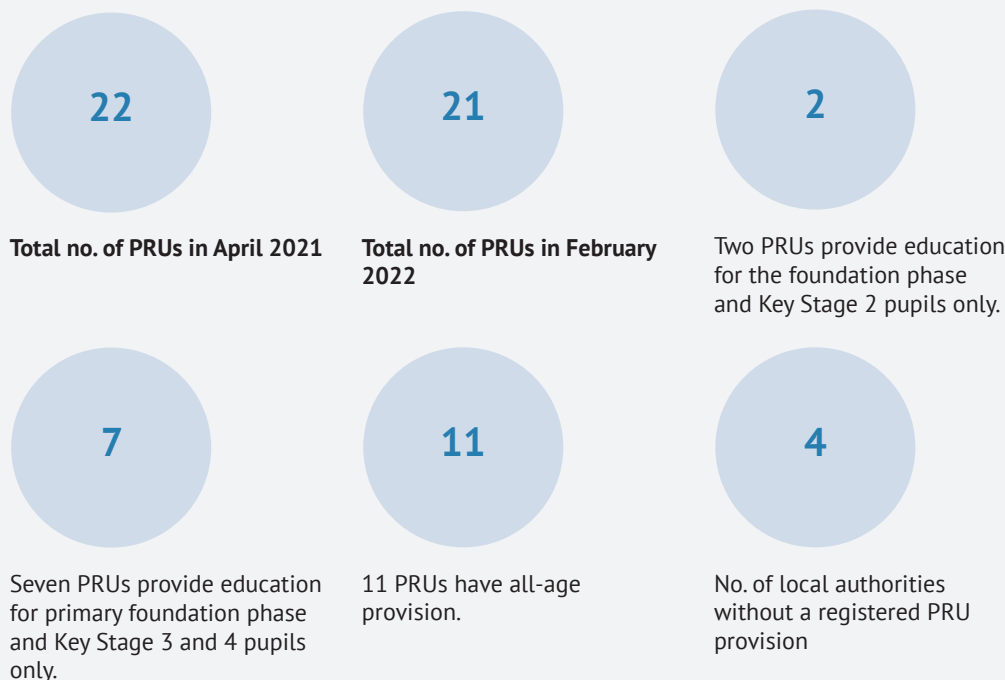 22
Total no. of PRUs in April 2021
21
Total no. of PRUs in February
2022
2
Two PRUs provide education
for the foundation phase
and Key Stage 2 pupils only.
7
Seven PRUs provide education
for primary foundation phase
and Key Stage 3 and 4 pupils
only.
11
11 PRUs have all-age
provision.
4
No. of local authorities
without a registered PRU
provision